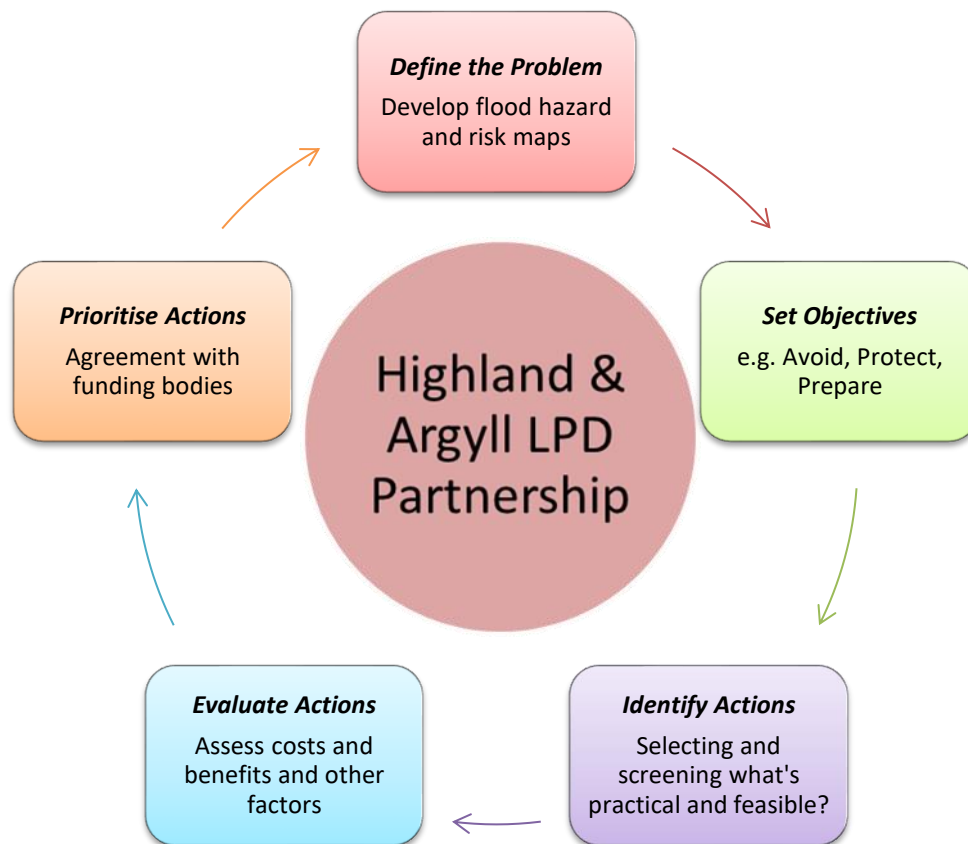 Define the Problem
Develop flood hazard
and risk maps
Set Objectives
e.g. Avoid, Protect,
Prepare
Identify Actions
Selecting and
screening what's
practical and feasible?
Evaluate Actions
Assess costs and
benefits and other
factors
Prioritise Actions
Agreement with
funding bodies
Highland &
Argyll LPD
Partnership